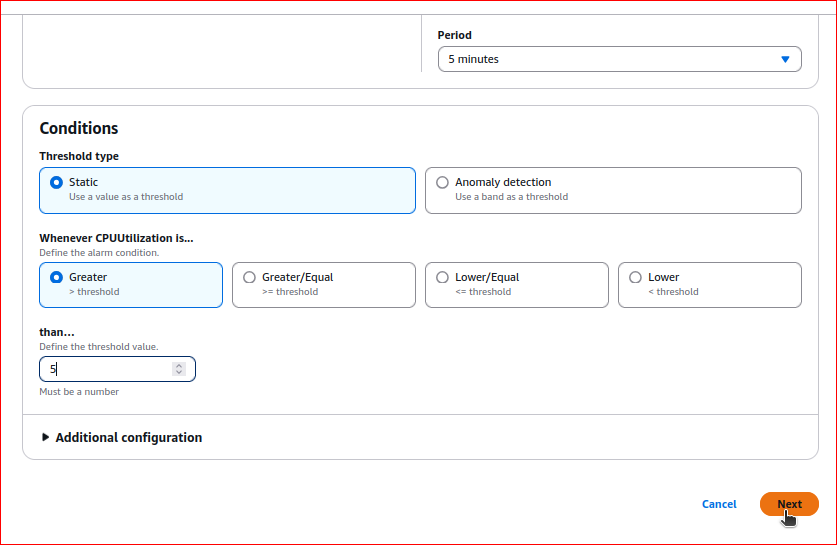 Period
5 minutes
Conditions
Threshold type
Static
Use a value as a threshold
Anomaly detection
Use a band as a threshold
Whenever CPUUtilization is...
Define the alarm condition.
Greater
> threshold
Greater/Equal
>= threshold
Lower/Equal
<= threshold
Lower
< threshold
than...
Define the threshold value.
5
Must be a number
Additional configuration
Cancel
Next